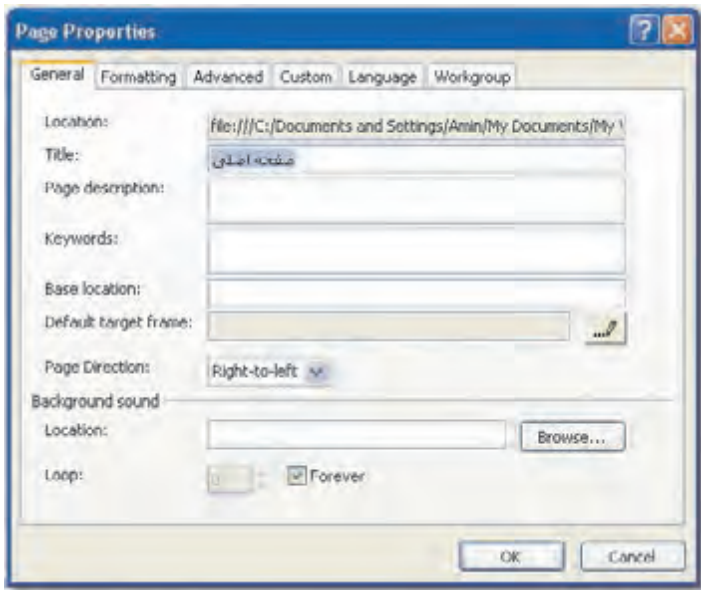 Page Properties
General Formatting Advanced Custom Language Workgroup
Location: file:///C:/Documents and Settings/Amin/My Documents/My
Title: صفحه اصلی
Page description:
Keywords:
Base location:
Default target frame: ...
Page Direction: Right-to-left
Background sound
Location: Browse...
Loop: 0 Forever
OK Cancel